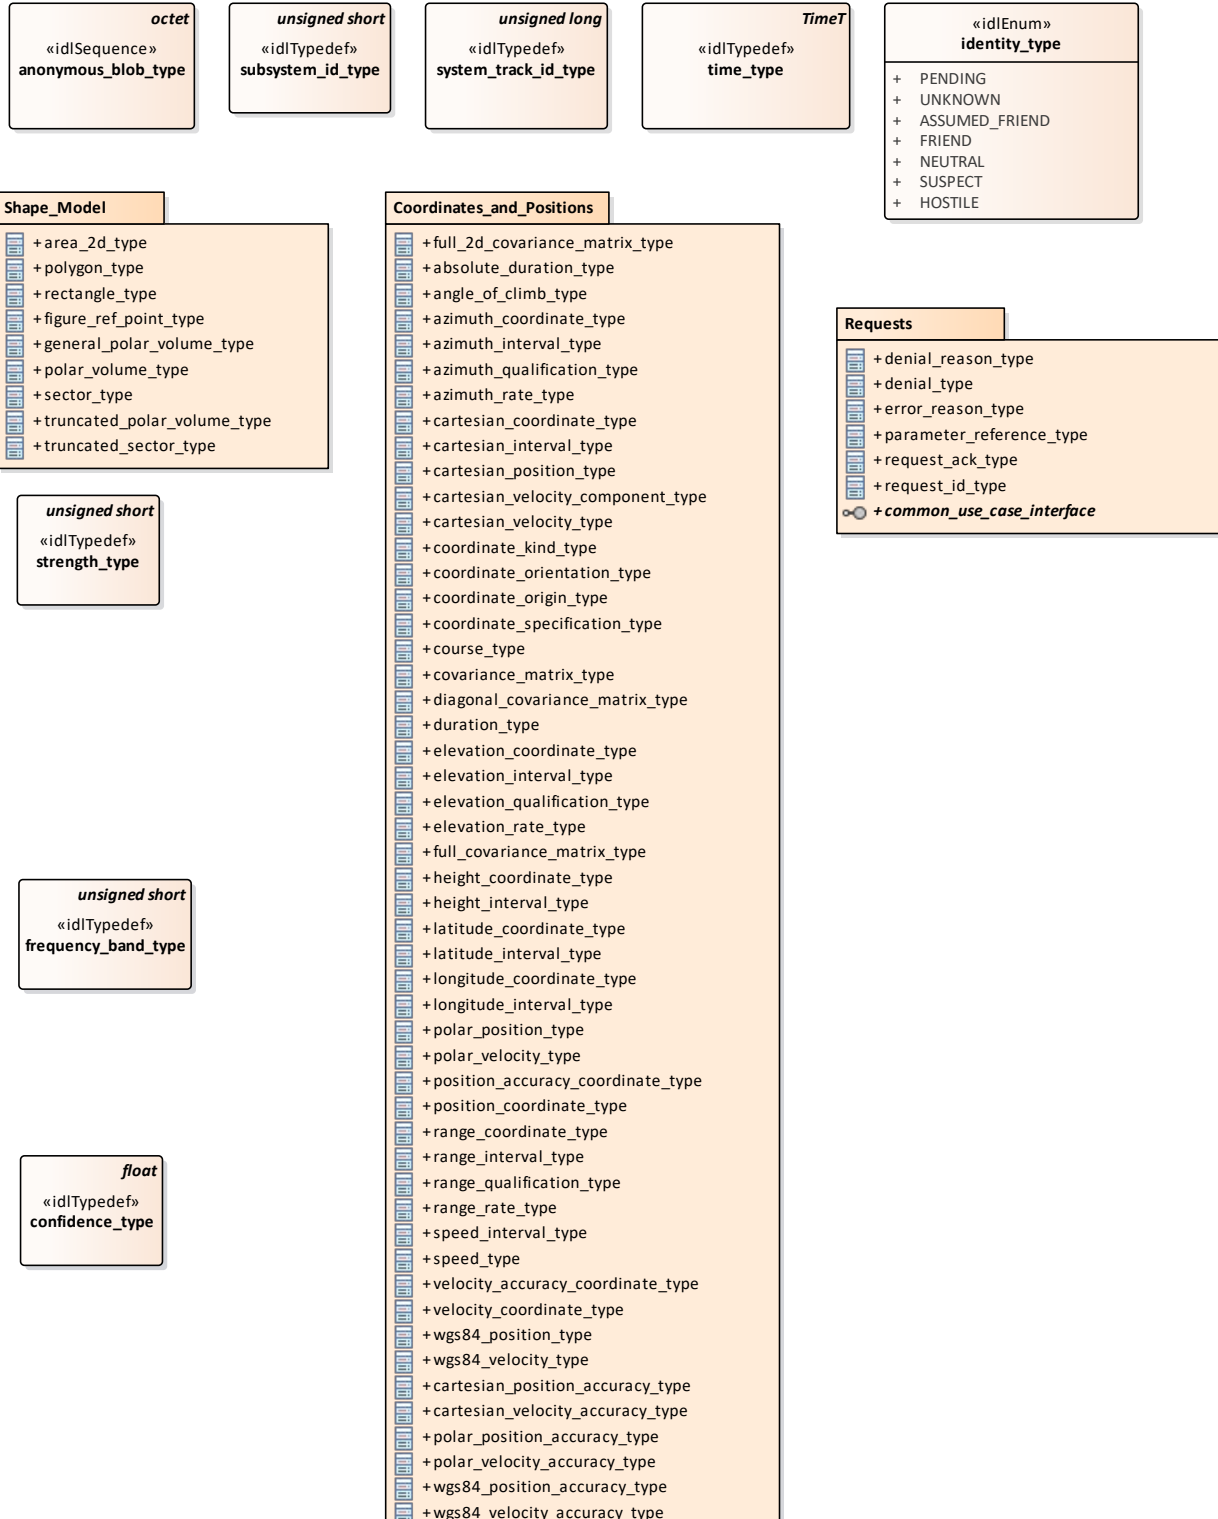 octet
«idlSequence»
anonymous_blob_type
unsigned short
«idlTypedef»
subsystem_id_type
unsigned long
«idlTypedef»
system_track_id_type
TimeT
«idlTypedef»
time_type
«idlEnum»
identity_type
+ PENDING
+ UNKNOWN
+ ASSUMED_FRIEND
+ FRIEND
+ NEUTRAL
+ SUSPECT
+ HOSTILE
Shape_Model
+area_2d_type
+polygon_type
+rectangle_type
+figure_ref_point_type
+general_polar_volume_type
+polar_volume_type
+sector_type
+truncated_polar_volume_type
+truncated_sector_type
unsigned short
«idlTypedef»
strength_type
unsigned short
«idlTypedef»
frequency_band_type
float
«idlTypedef»
confidence_type
Coordinates_and_Positions
+full_2d_covariance_matrix_type
+absolute_duration_type
+angle_of_climb_type
+azimuth_coordinate_type
+azimuth_interval_type
+azimuth_qualification_type
+azimuth_rate_type
+cartesian_coordinate_type
+cartesian_interval_type
+cartesian_position_type
+cartesian_velocity_component_type
+cartesian_velocity_type
+coordinate_kind_type
+coordinate_orientation_type
+coordinate_origin_type
+coordinate_specification_type
+course_type
+covariance_matrix_type
+diagonal_covariance_matrix_type
+duration_type
+elevation_coordinate_type
+elevation_interval_type
+elevation_qualification_type
+elevation_rate_type
+full_covariance_matrix_type
+height_coordinate_type
+height_interval_type
+latitude_coordinate_type
+latitude_interval_type
+longitude_coordinate_type
+longitude_interval_type
+polar_position_type
+polar_velocity_type
+position_accuracy_coordinate_type
+position_coordinate_type
+range_coordinate_type
+range_interval_type
+range_qualification_type
+range_rate_type
+speed_interval_type
+speed_type
+velocity_accuracy_coordinate_type
+velocity_coordinate_type
+wgs84_position_type
+wgs84_velocity_type
+cartesian_position_accuracy_type
+cartesian_velocity_accuracy_type
+polar_position_accuracy_type
+polar_velocity_accuracy_type
+wgs84_position_accuracy_type
+wgs84_velocity_accuracy_type
Requests
+denial_reason_type
+denial_type
+error_reason_type
+parameter_reference_type
+request_ack_type
+request_id_type
+common_use_case_interface